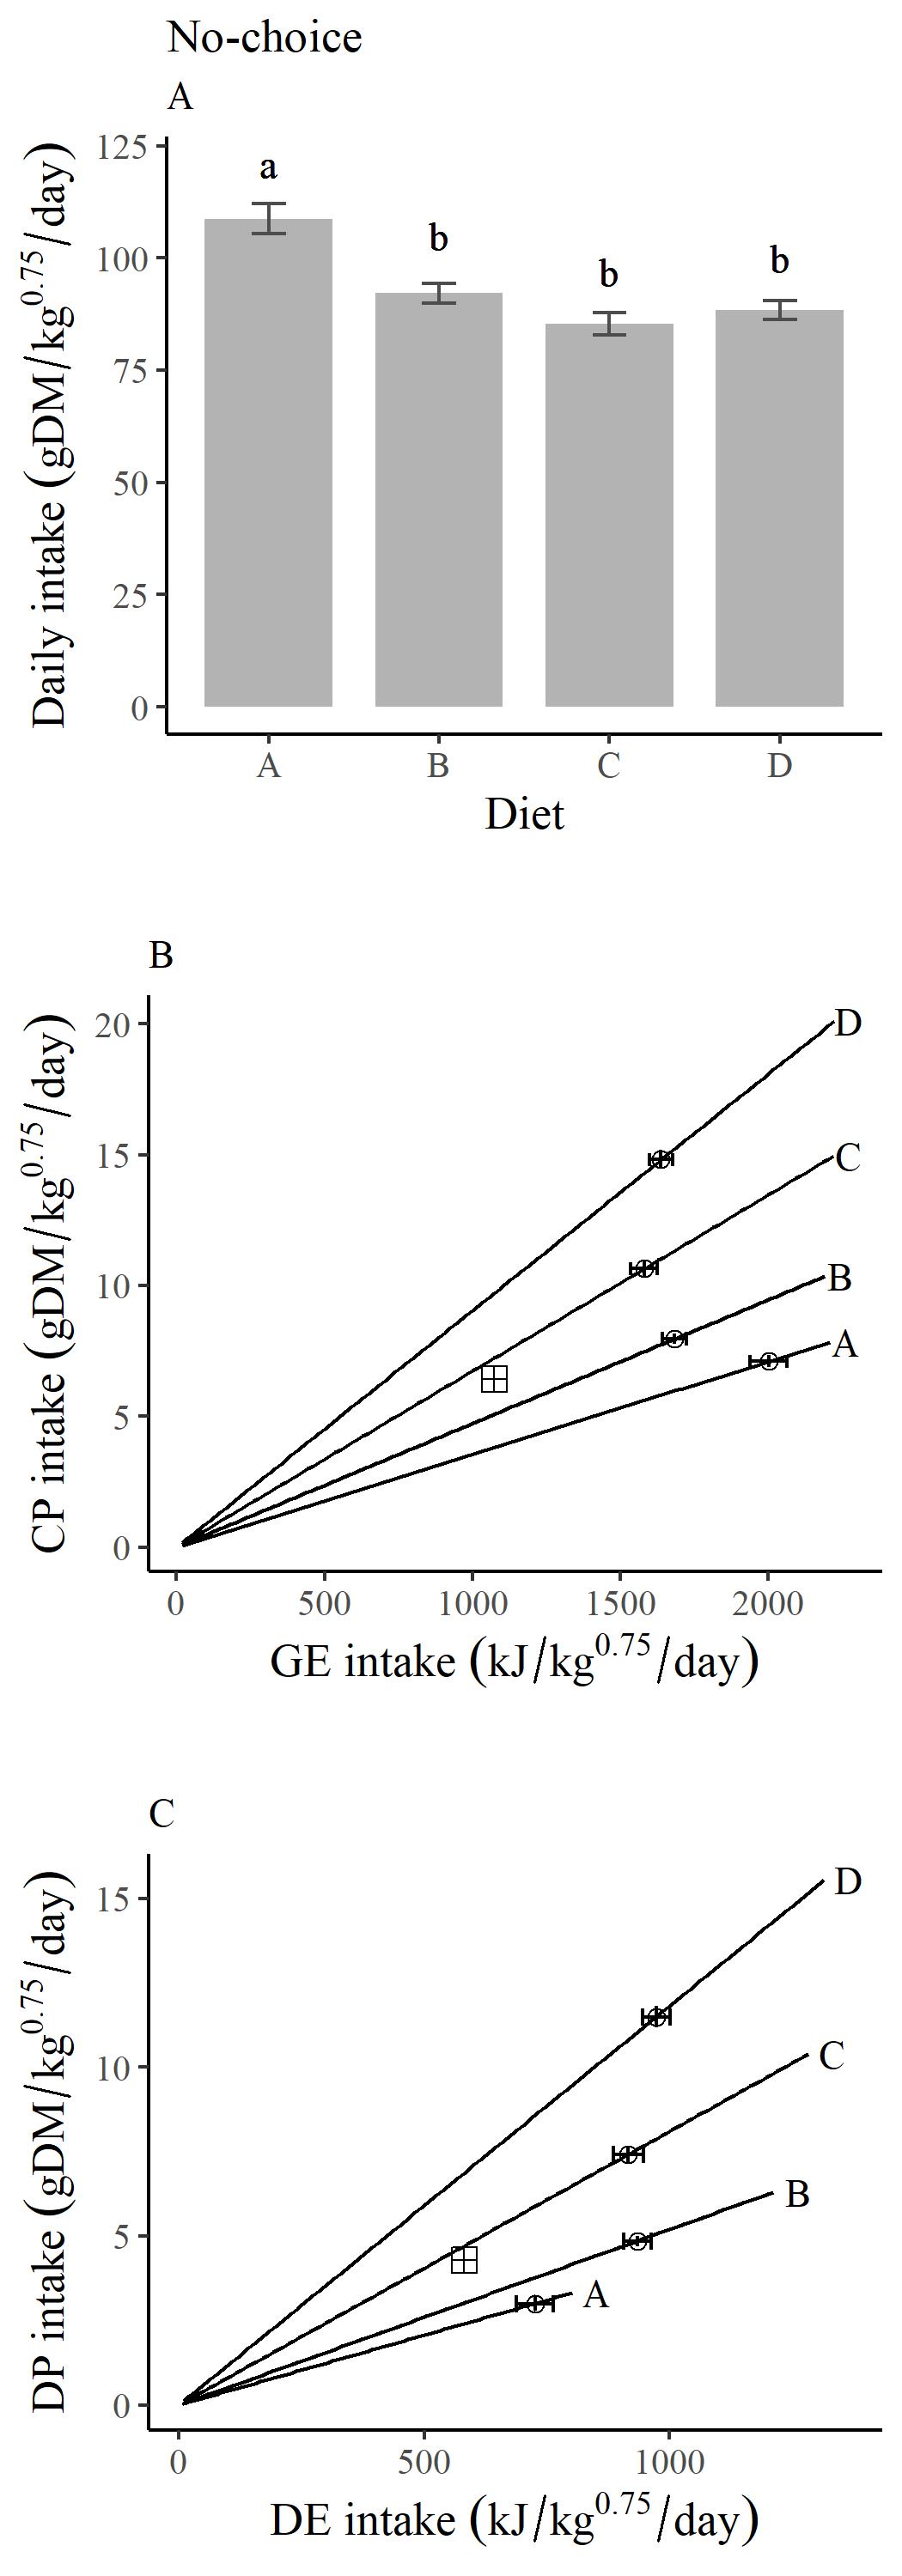 No-choice
A
Daily intake (gDM/kg^0.75/day)
125
100
75
50
25
0
a
b
b
b
A B C D
Diet
B
CP intake (gDM/kg^0.75/day)
20
15
10
5
0
D
C
B
A
0 500 1000 1500 2000
GE intake (kJ/kg^0.75/day)
C
DP intake (gDM/kg^0.75/day)
15
10
5
0
D
C
B
A
0 500 1000
DE intake (kJ/kg^0.75/day)